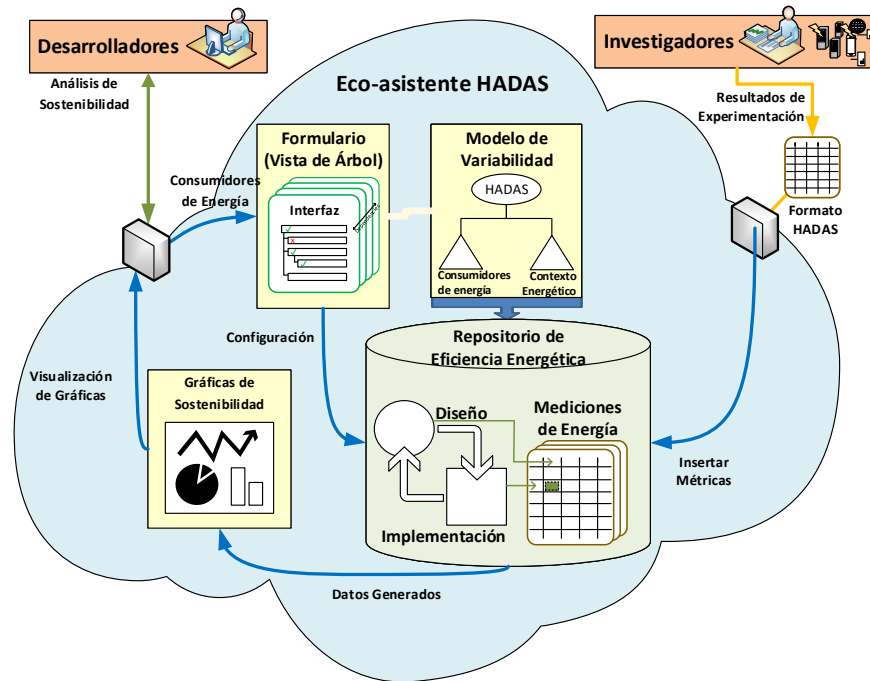 Desarrolladores
Investigadores
Análisis de
Sostenibilidad
Eco-asistente HADAS
Resultados de
Experimentación
Formulario
(Vista de Árbol)
Modelo de
Variabilidad
Consumidores
de Energía
Interfaz
HADAS
Formato
HADAS
Consumidores
de energía
Contexto
Energético
Configuración
Repositorio de
Eficiencia Energética
Visualización
de Gráficas
Gráficas de
Sostenibilidad
Diseño
Mediciones
de Energía
Insertar
Métricas
Implementación
Datos Generados